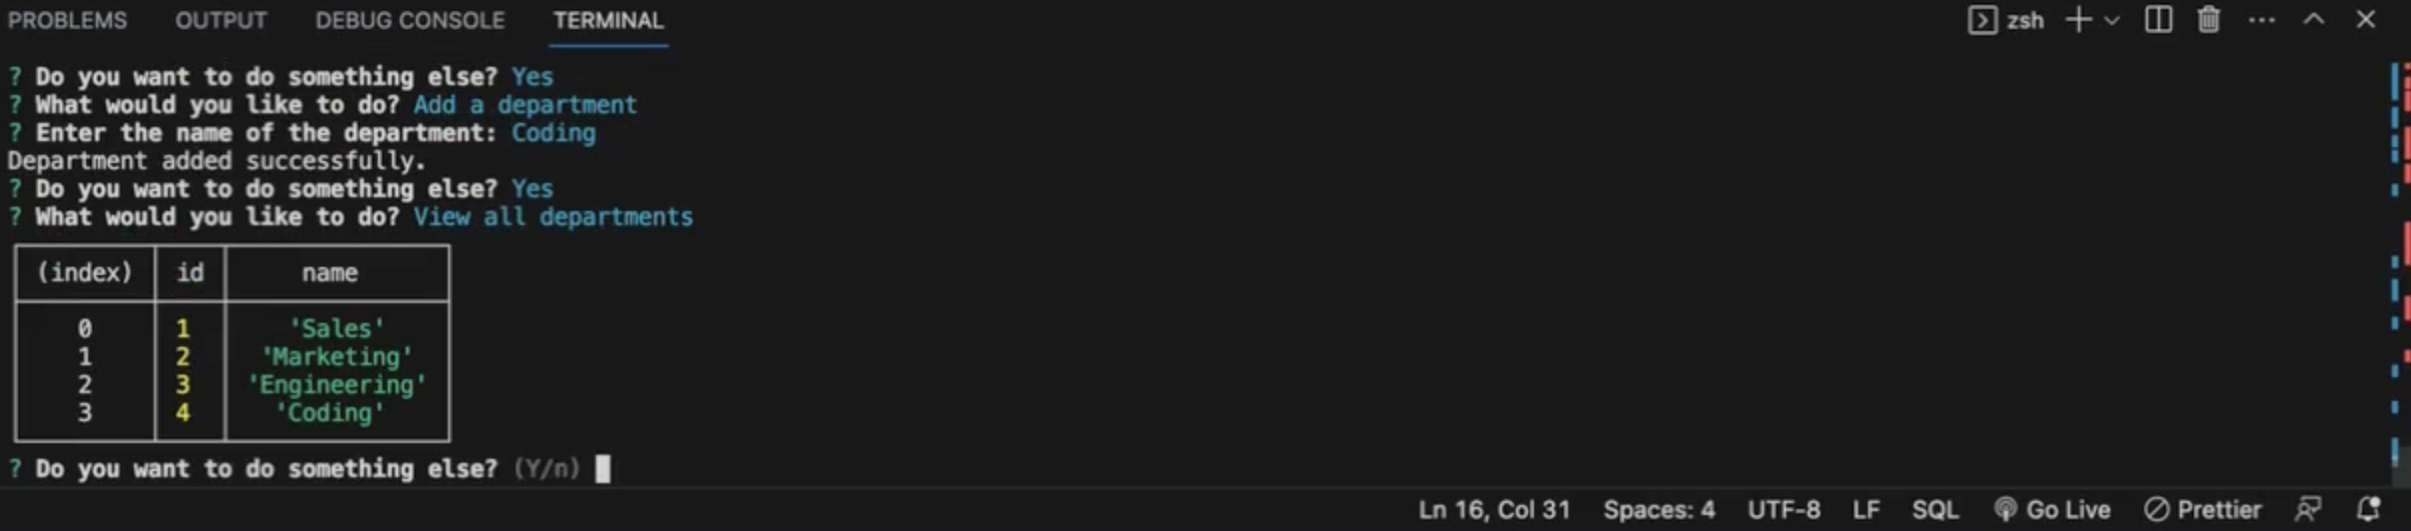 PROBLEMS OUTPUT DEBUG CONSOLE TERMINAL zsh
? Do you want to do something else? Yes
? What would you like to do? Add a department
? Enter the name of the department: Coding
Department added successfully.
? Do you want to do something else? Yes
? What would you like to do? View all departments
(index) id name
0 1 'Sales'
1 2 'Marketing'
2 3 'Engineering'
3 4 'Coding'
? Do you want to do something else? (Y/n)
Ln 16, Col 31 Spaces: 4 UTF-8 LF SQL Go Live Prettier